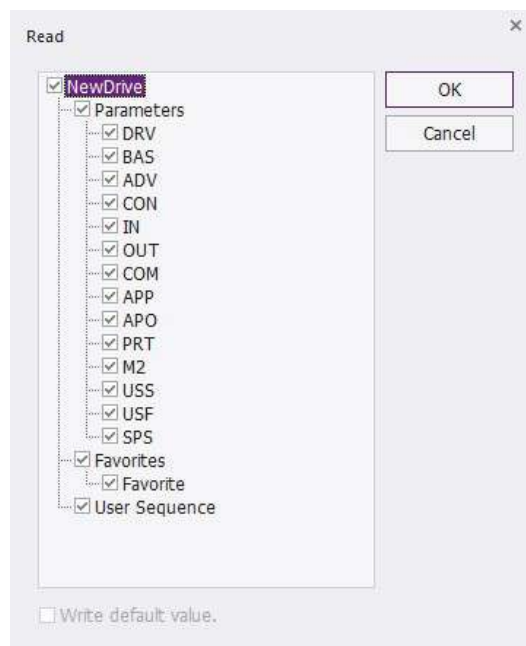 Read
NewDrive
Parameters
DRV
BAS
ADV
CON
IN
OUT
COM
APP
APO
PRT
M2
USS
USF
SPS
Favorites
Favorite
User Sequence
OK
Cancel
Write default value.